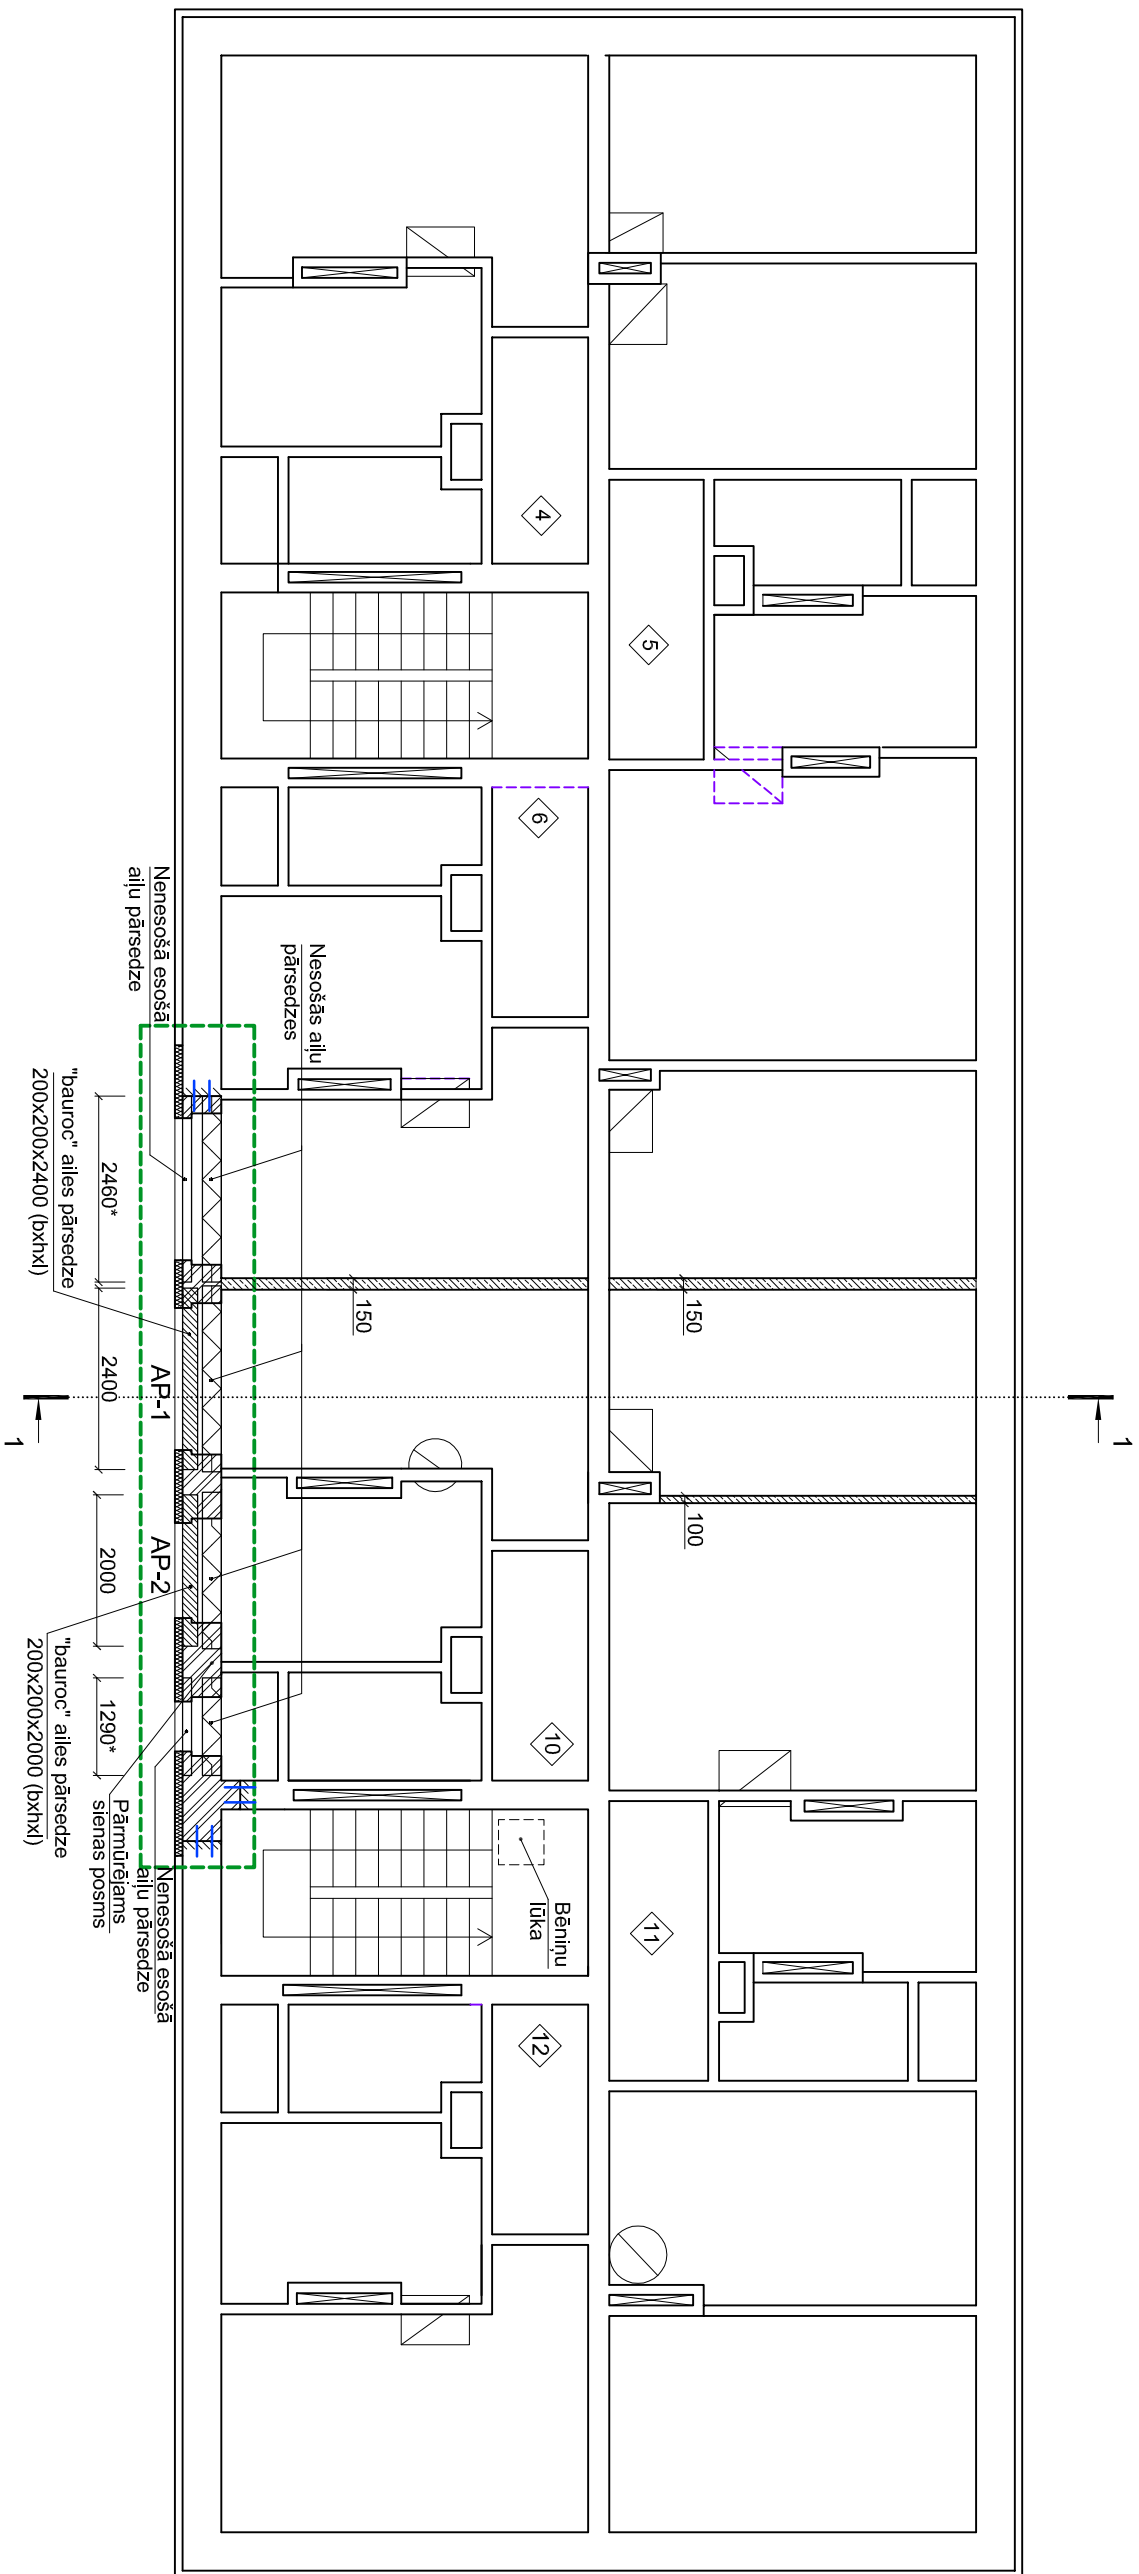 4
5
6
Nenesošā esošā
aiļu pārsedze
Nesošās aiļu
pārsedzes
"bauroc" ailes pārsedze
200x200x2400 (bxhxl)
2460*
150
150
2400
AP-1
1
1
100
2000
AP-2
1290*
10
"bauroc" ailes pārsedze
200x200x2000 (bxhxl)
Pārmūrējams
sienas posms
Nenesošā esošā
aiļu pārsedze
Bēniņu
lūka
11
12